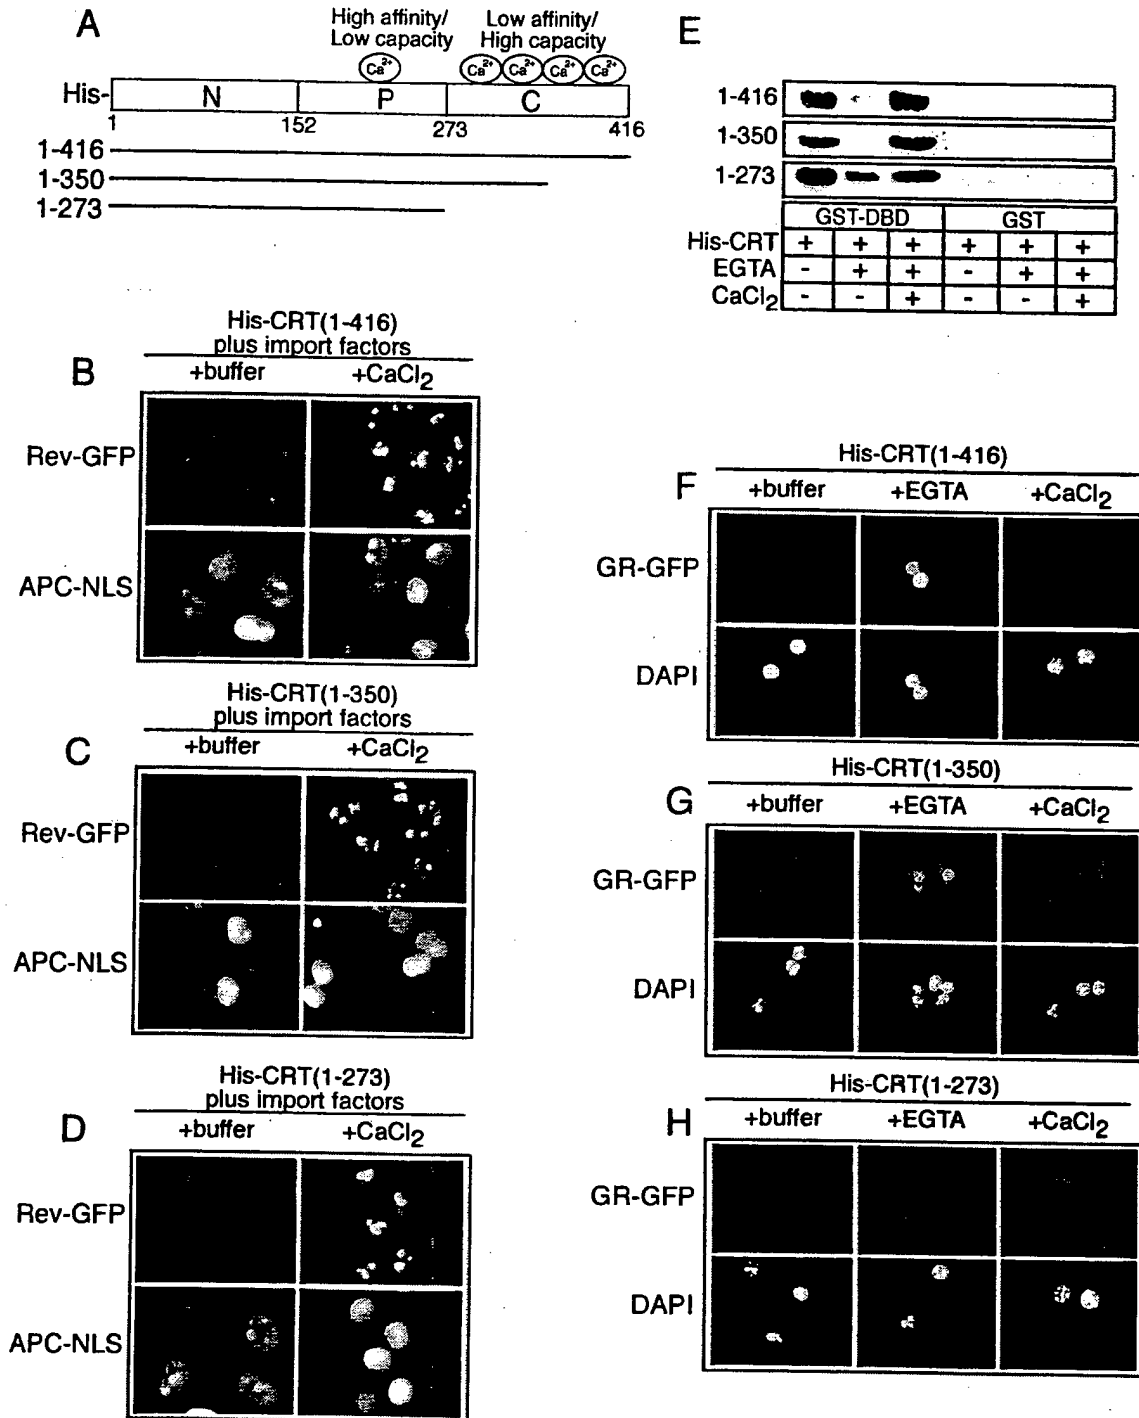 A
High affinity/
Low capacity
Low affinity/
High capacity
Ca2+
Ca2+ Ca2+ Ca2+ Ca2+
His-
N P C
1 152 273 416
1-416
1-350
1-273
E
1-416
1-350
1-273
GST-DBD GST
His-CRT + + + + + +
EGTA - + + - + +
CaCl2 - - + - - +
His-CRT(1-416)
plus import factors
B
+buffer +CaCl2
Rev-GFP
APC-NLS
His-CRT(1-350)
plus import factors
C
+buffer +CaCl2
Rev-GFP
APC-NLS
His-CRT(1-273)
plus import factors
D
+buffer +CaCl2
Rev-GFP
APC-NLS
His-CRT(1-416)
F
+buffer +EGTA +CaCl2
GR-GFP
DAPI
His-CRT(1-350)
G
+buffer +EGTA +CaCl2
GR-GFP
DAPI
His-CRT(1-273)
H
+buffer +EGTA +CaCl2
GR-GFP
DAPI